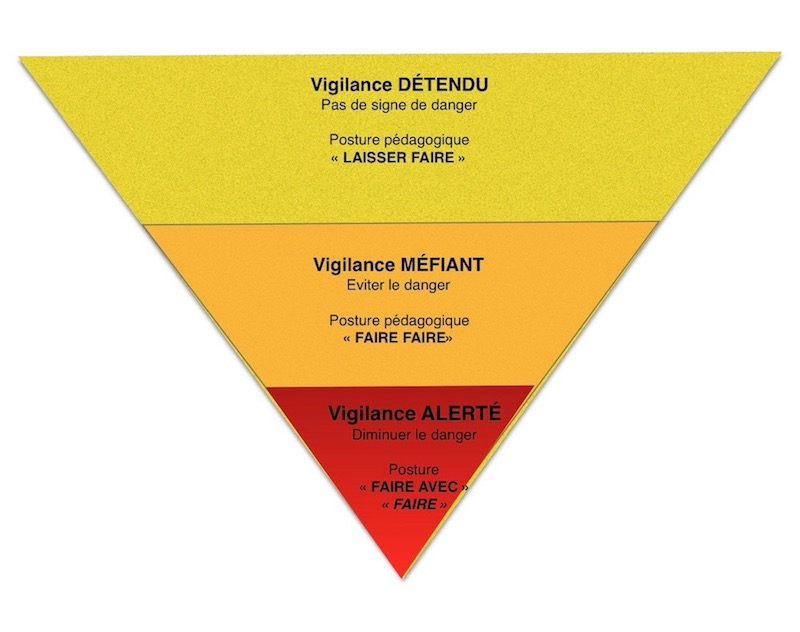 Vigilance DÉTENDU
Pas de signe de danger
Posture pédagogique
« LAISSER FAIRE »
Vigilance MÉFIANT
Eviter le danger
Posture pédagogique
« FAIRE FAIRE»
Vigilance ALERTÉ
Diminuer le danger
Posture
« FAIRE AVEC »
« FAIRE »